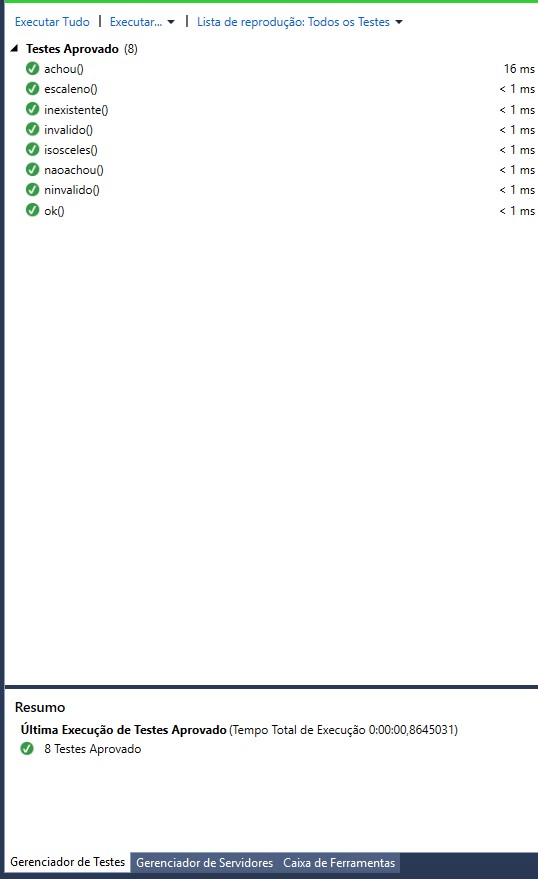 Executar Tudo | Executar... | Lista de reprodução: Todos os Testes
Testes Aprovado (8)
achou() 16 ms
escaleno() < 1 ms
inexistente() < 1 ms
invalido() < 1 ms
isosceles() < 1 ms
naoachou() < 1 ms
ninvalido() < 1 ms
ok() < 1 ms
Resumo
Última Execução de Testes Aprovado (Tempo Total de Execução 0:00:00,8645031)
8 Testes Aprovado
Gerenciador de Testes Gerenciador de Servidores Caixa de Ferramentas